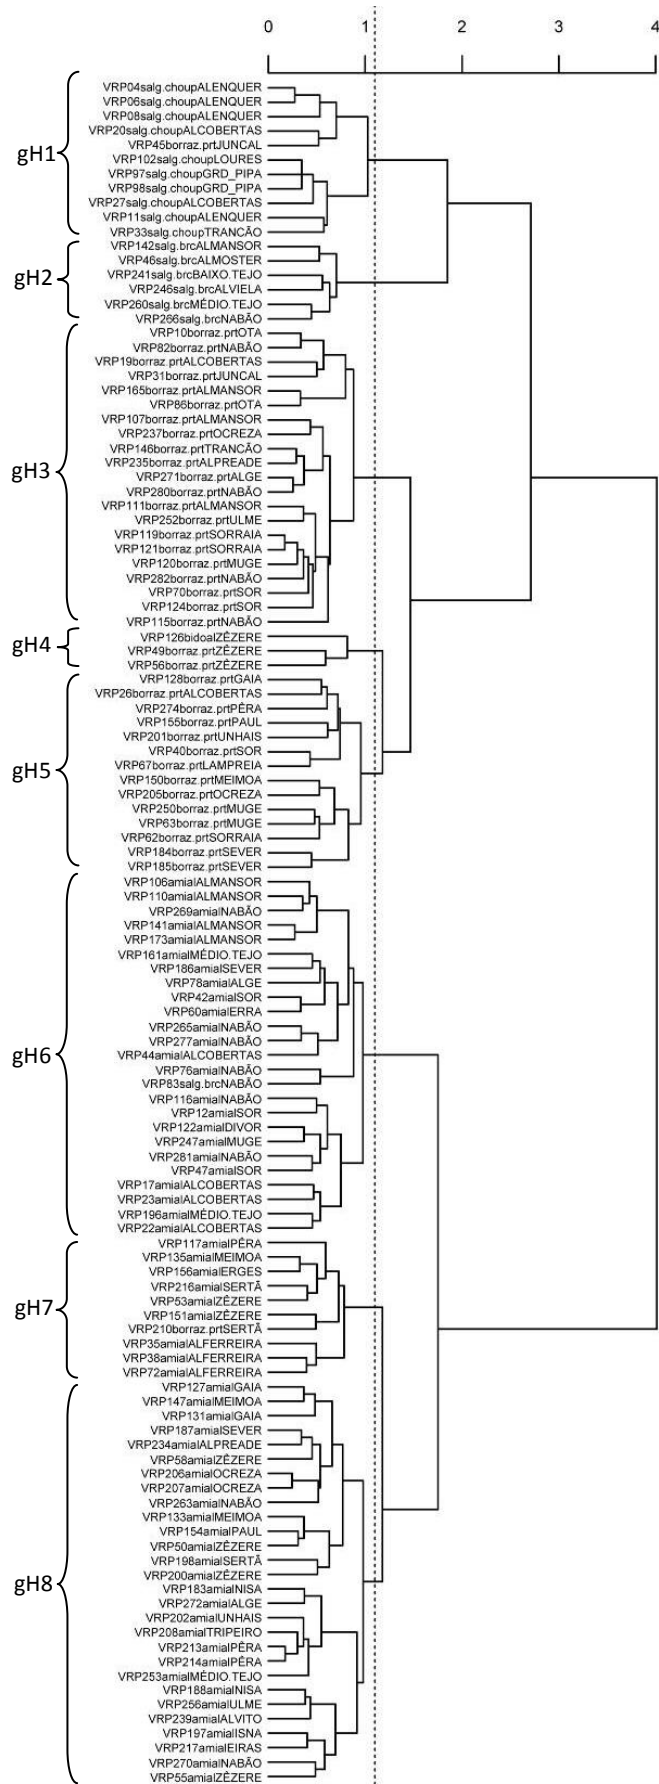 0 1 2 3 4
gH1
VRP04salg.choupALENQUER
VRP06salg.choupALENQUER
VRP08salg.choupALENQUER
VRP20salg.choupALCOBERTAS
VRP45borraz.prtJUNCAL
VRP102salg.choupLOURES
VRP97salg.choupGRD_PIPA
VRP98salg.choupGRD_PIPA
VRP27salg.choupALCOBERTAS
VRP11salg.choupALENQUER
VRP33salg.choupTRANCÃO
gH2
VRP142salg.brcALMANSOR
VRP46salg.brcALMOSTER
VRP241salg.brcBAIXO.TEJO
VRP246salg.brcALVIELA
VRP260salg.brcMÉDIO.TEJO
VRP266salg.brcNABÃO
gH3
VRP10borraz.prtOTA
VRP82borraz.prtNABÃO
VRP19borraz.prtALCOBERTAS
VRP31borraz.prtJUNCAL
VRP165borraz.prtALMANSOR
VRP86borraz.prtOTA
VRP107borraz.prtALMANSOR
VRP237borraz.prtOCREZA
VRP146borraz.prtTRANCÃO
VRP235borraz.prtALPREADE
VRP271borraz.prtALGE
VRP280borraz.prtNABÃO
VRP111borraz.prtALMANSOR
VRP252borraz.prtULME
VRP119borraz.prtSORRAIA
VRP121borraz.prtSORRAIA
VRP120borraz.prtMUGE
VRP282borraz.prtNABÃO
VRP70borraz.prtSOR
VRP124borraz.prtSOR
VRP115borraz.prtNABÃO
gH4
VRP126bidoalZÊZERE
VRP49borraz.prtZÊZERE
VRP56borraz.prtZÊZERE
gH5
VRP128borraz.prtGAIA
VRP26borraz.prtALCOBERTAS
VRP274borraz.prtPÊRA
VRP155borraz.prtPAUL
VRP201borraz.prtUNHAIS
VRP40borraz.prtSOR
VRP67borraz.prtLAMPREIA
VRP150borraz.prtMEIMOA
VRP205borraz.prtOCREZA
VRP250borraz.prtMUGE
VRP63borraz.prtMUGE
VRP62borraz.prtSORRAIA
VRP184borraz.prtSEVER
VRP185borraz.prtSEVER
gH6
VRP106amialALMANSOR
VRP110amialALMANSOR
VRP269amialNABÃO
VRP141amialALMANSOR
VRP173amialALMANSOR
VRP161amialMÉDIO.TEJO
VRP186amialSEVER
VRP78amialALGE
VRP42amialSOR
VRP60amialERRA
VRP265amialNABÃO
VRP277amialNABÃO
VRP44amialALCOBERTAS
VRP76amialNABÃO
VRP83salg.brcNABÃO
VRP116amialNABÃO
VRP12amialSOR
VRP122amialDIVOR
VRP247amialMUGE
VRP281amialNABÃO
VRP47amialSOR
VRP17amialALCOBERTAS
VRP23amialALCOBERTAS
VRP196amialMÉDIO.TEJO
VRP22amialALCOBERTAS
gH7
VRP117amialPÊRA
VRP135amialMEIMOA
VRP156amialERGES
VRP216amialSERTÃ
VRP53amialZÊZERE
VRP151amialZÊZERE
VRP210borraz.prtSERTÃ
VRP35amialALFERREIRA
VRP38amialALFERREIRA
VRP72amialALFERREIRA
gH8
VRP127amialGAIA
VRP147amialMEIMOA
VRP131amialGAIA
VRP187amialSEVER
VRP234amialALPREADE
VRP58amialZÊZERE
VRP206amialOCREZA
VRP207amialOCREZA
VRP263amialNABÃO
VRP133amialMEIMOA
VRP154amialPAUL
VRP50amialZÊZERE
VRP198amialSERTÃ
VRP200amialZÊZERE
VRP183amialNISA
VRP272amialALGE
VRP202amialUNHAIS
VRP208amialTRIPEIRO
VRP213amialPÊRA
VRP214amialPÊRA
VRP253amialMÉDIO.TEJO
VRP188amialNISA
VRP256amialULME
VRP239amialALVITO
VRP197amialISNA
VRP217amialEIRAS
VRP270amialNABÃO
VRP55amialZÊZERE